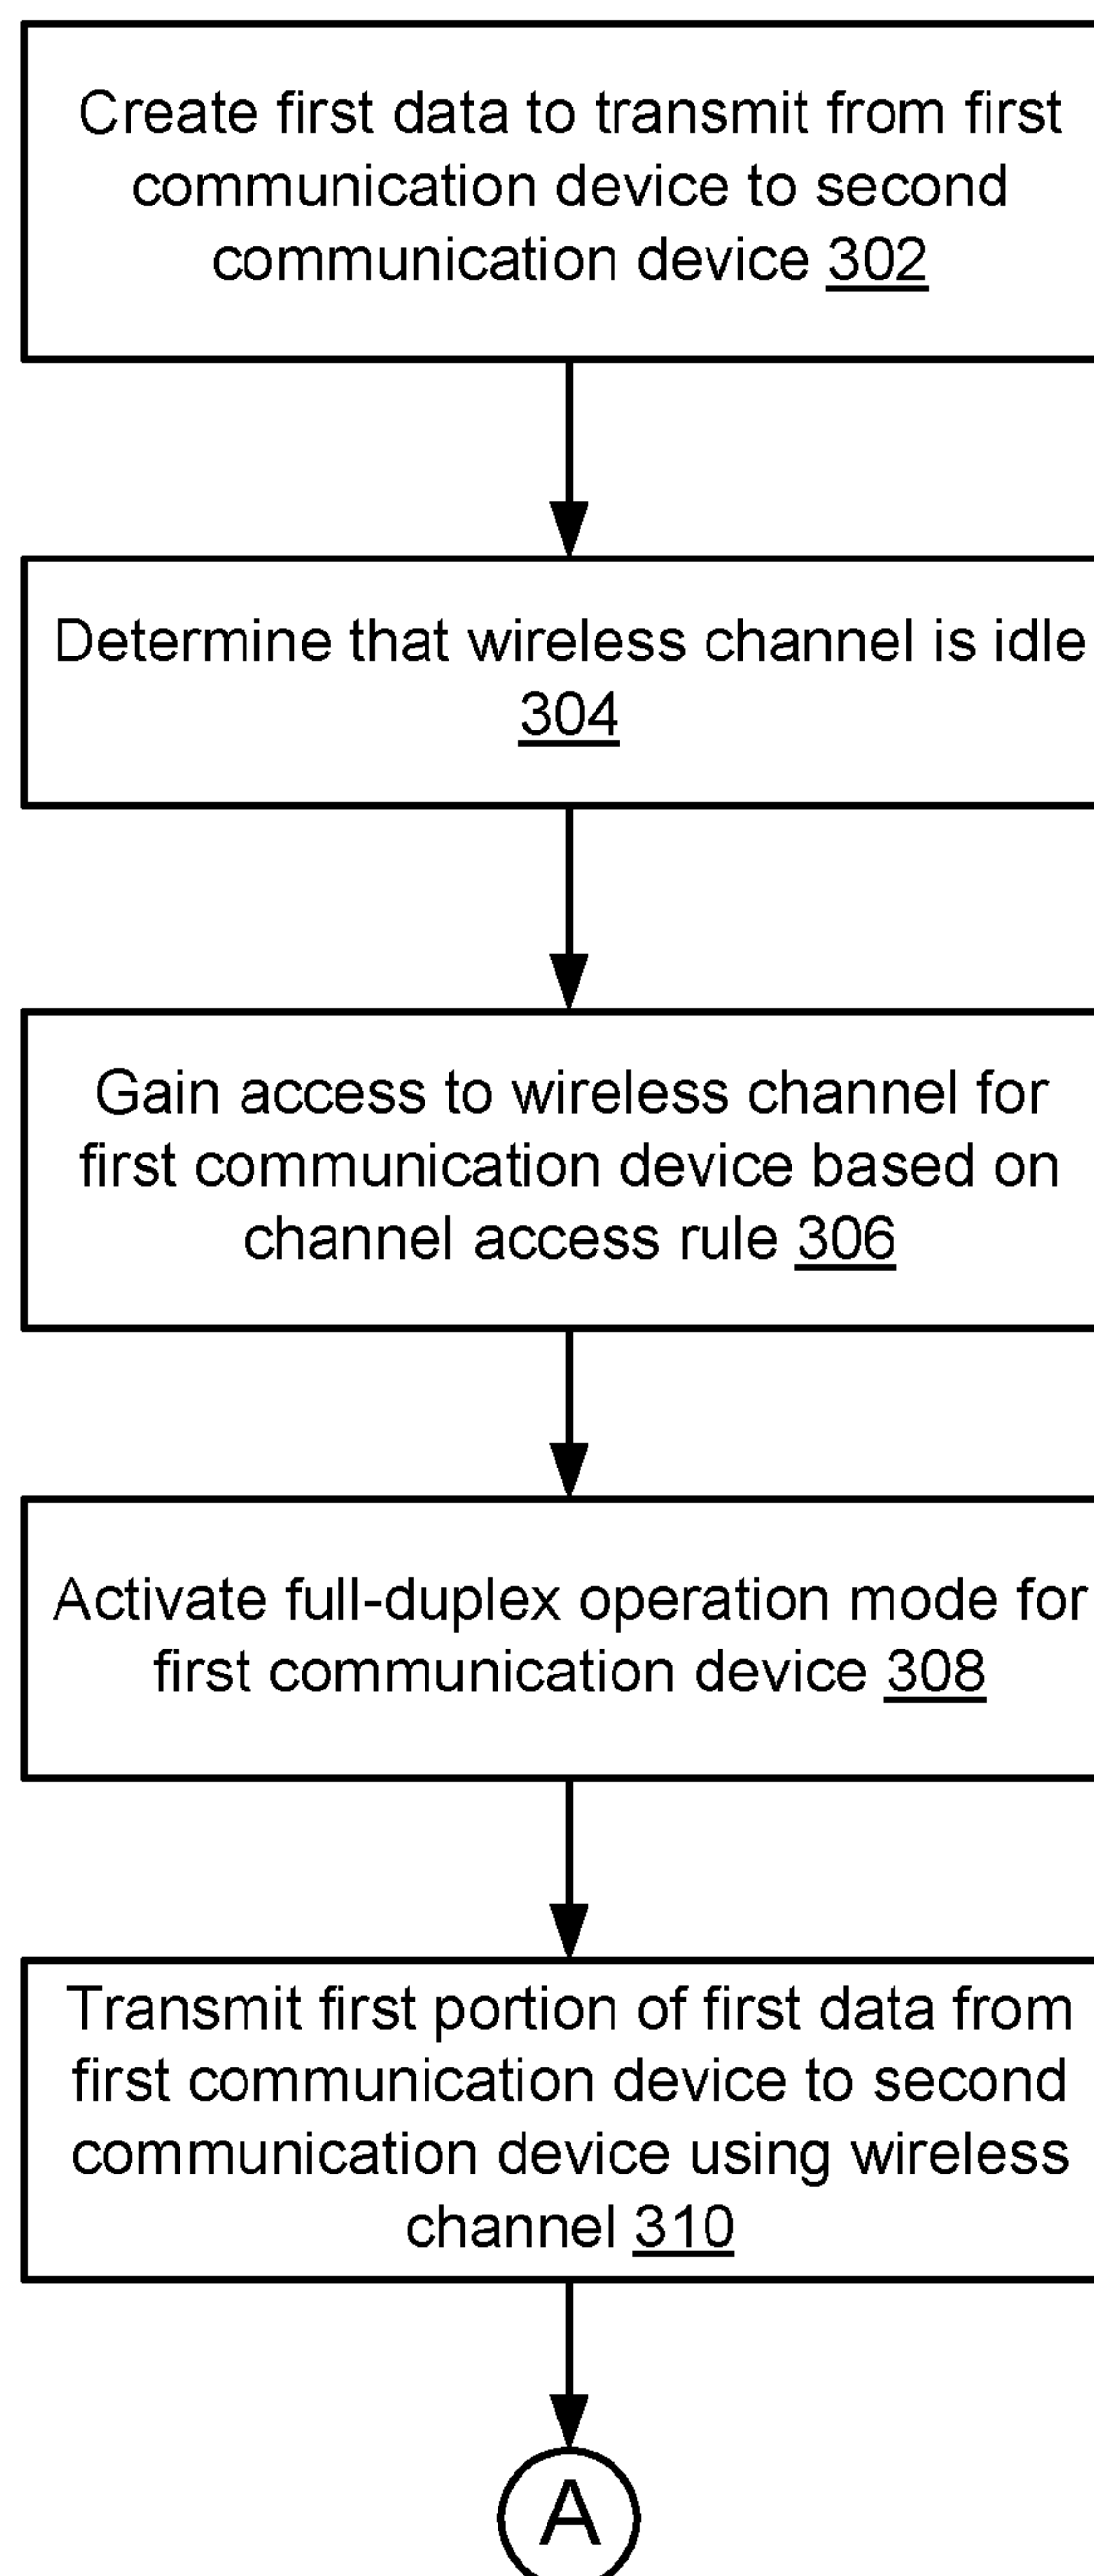 Create first data to transmit from first
communication device to second
communication device 302
Determine that wireless channel is idle
304
Gain access to wireless channel for
first communication device based on
channel access rule 306
Activate full-duplex operation mode for
first communication device 308
Transmit first portion of first data from
first communication device to second
communication device using wireless
channel 310
A